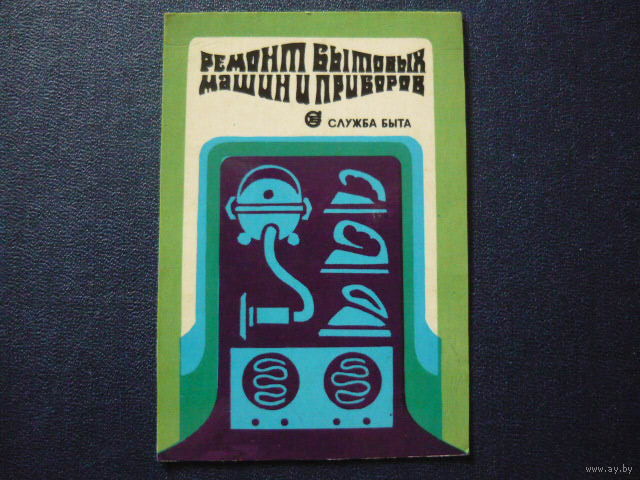 РЕМОНТ БЫТОВЫХ
МАШИН И ПРИБОРОВ
СЛУЖБА БЫТА
www.ay.by